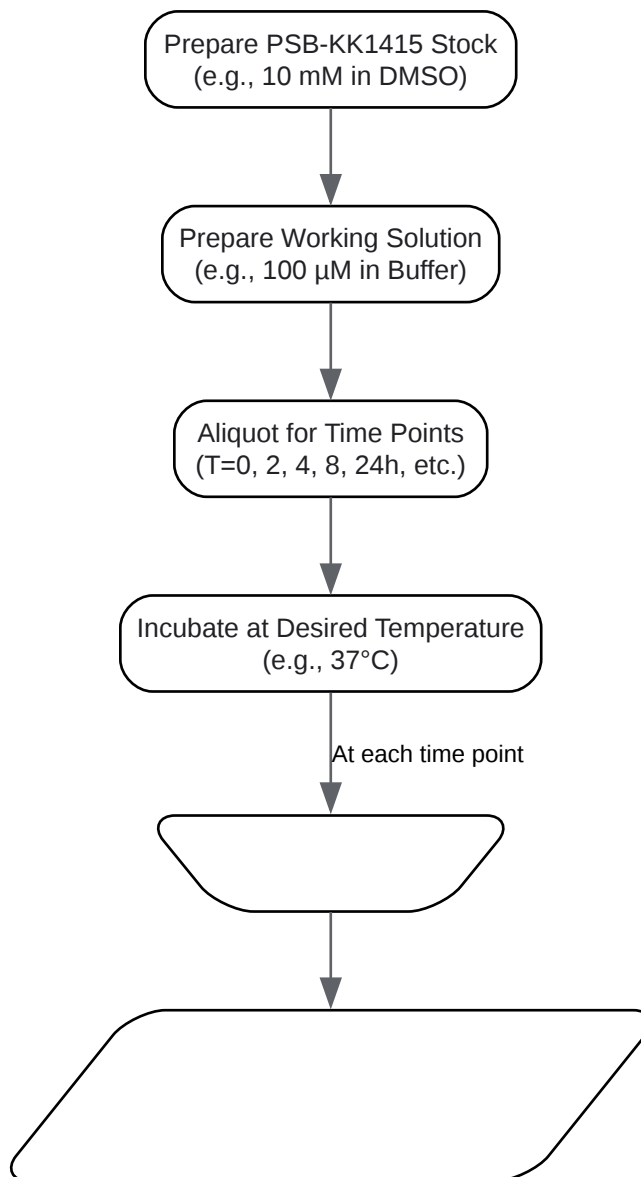 Prepare PSB-KK1415 Stock
(e.g., 10 mM in DMSO)
Prepare Working Solution
(e.g., 100 µM in Buffer)
Aliquot for Time Points
(T=0, 2, 4, 8, 24h, etc.)
Incubate at Desired Temperature
(e.g., 37°C)
At each time point